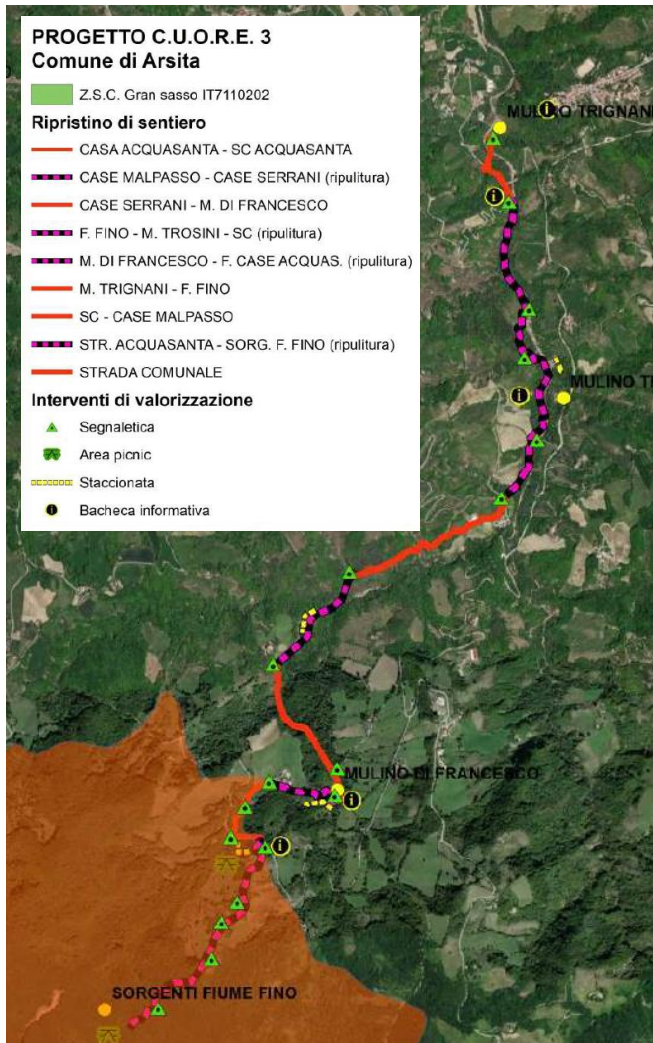 PROGETTO C.U.O.R.E. 3
Comune di Arsita
Z.S.C. Gran sasso IT7110202
Ripristino di sentiero
CASA ACQUASANTA - SC ACQUASANTA
CASE MALPASSO - CASE SERRANI (ripulitura)
CASE SERRANI - M. DI FRANCESCO
F. FINO - M. TROSINI - SC (ripulitura)
M. DI FRANCESCO - F. CASE ACQUAS. (ripulitura)
M. TRIGNANI - F. FINO
SC - CASE MALPASSO
STR. ACQUASANTA - SORG. F. FINO (ripulitura)
STRADA COMUNALE
Interventi di valorizzazione
Segnaletica
Area picnic
Staccionata
i Bacheca informativa
i
MULINO TRIGNANI
i
i
MULINO T
MULINO DI FRANCESCO
i
i
SORGENTI FIUME FINO